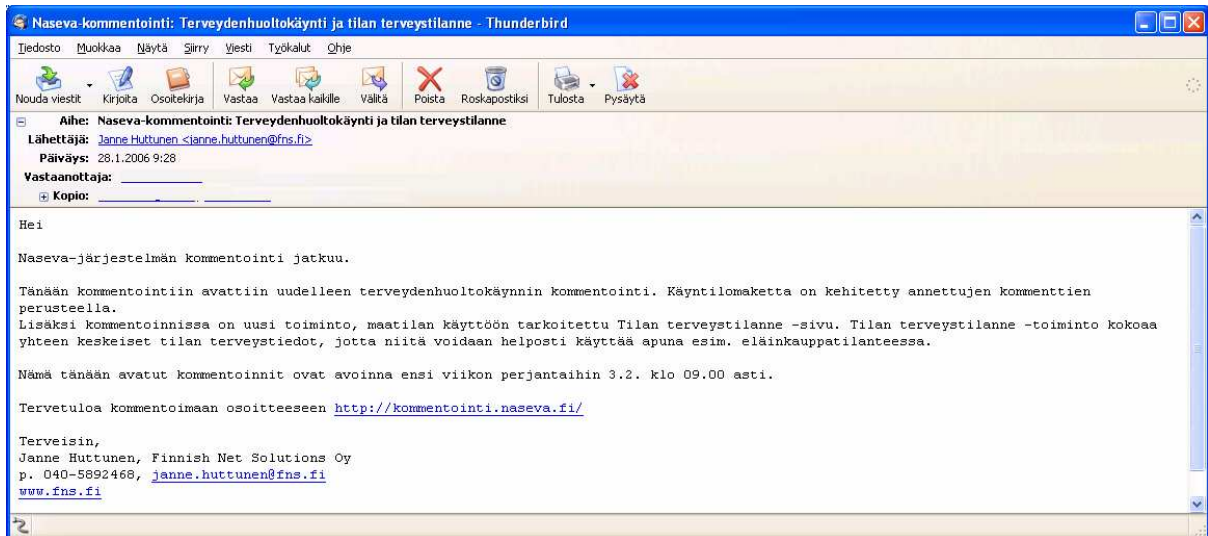 Naseva-kommentointi: Terveydenhuoltokäynti ja tilan terveystilanne - Thunderbird
Tiedosto Muokkaa Näytä Siirry Viesti Työkalut Ohje
Nouda viestit Kirjoita Osoitekirja Vastaa Vastaa kaikille Välitä Poista Roskapostiksi Tulosta Pysäytä
Aihe: Naseva-kommentointi: Terveydenhuoltokäynti ja tilan terveystilanne
Lähettäjä: Janne Huttunen <janne.huttunen@fns.fi>
Päiväys: 28.1.2006 9:28
Vastaanottaja:
Kopio:
Hei
Naseva-järjestelmän kommentointi jatkuu.
Tänään kommentointiin avattiin uudelleen terveydenhuoltokäynnin kommentointi. Käyntilomaketta on kehitetty annettujen kommenttien
perusteella.
Lisäksi kommentoinnissa on uusi toiminto, maatilan käyttöön tarkoitettu Tilan terveystilanne -sivu. Tilan terveystilanne -toiminto kokoaa
yhteen keskeiset tilan terveystiedot, jotta niitä voidaan helposti käyttää apuna esim. eläinkauppatilanteessa.
Nämä tänään avatut kommentoinnit ovat avoinna ensi viikon perjantaihin 3.2. klo 09.00 asti.
Tervetuloa kommentoimaan osoitteeseen http://kommentointi.naseva.fi/
Terveisin,
Janne Huttunen, Finnish Net Solutions Oy
p. 040-5892468, janne.huttunen@fns.fi
www.fns.fi